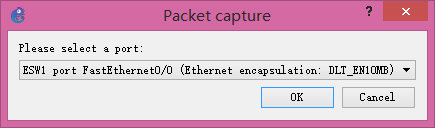 Packet capture
Please select a port:
ESW1 port FastEthernet0/0 (Ethernet encapsulation: DLT_EN10MB)
OK Cancel